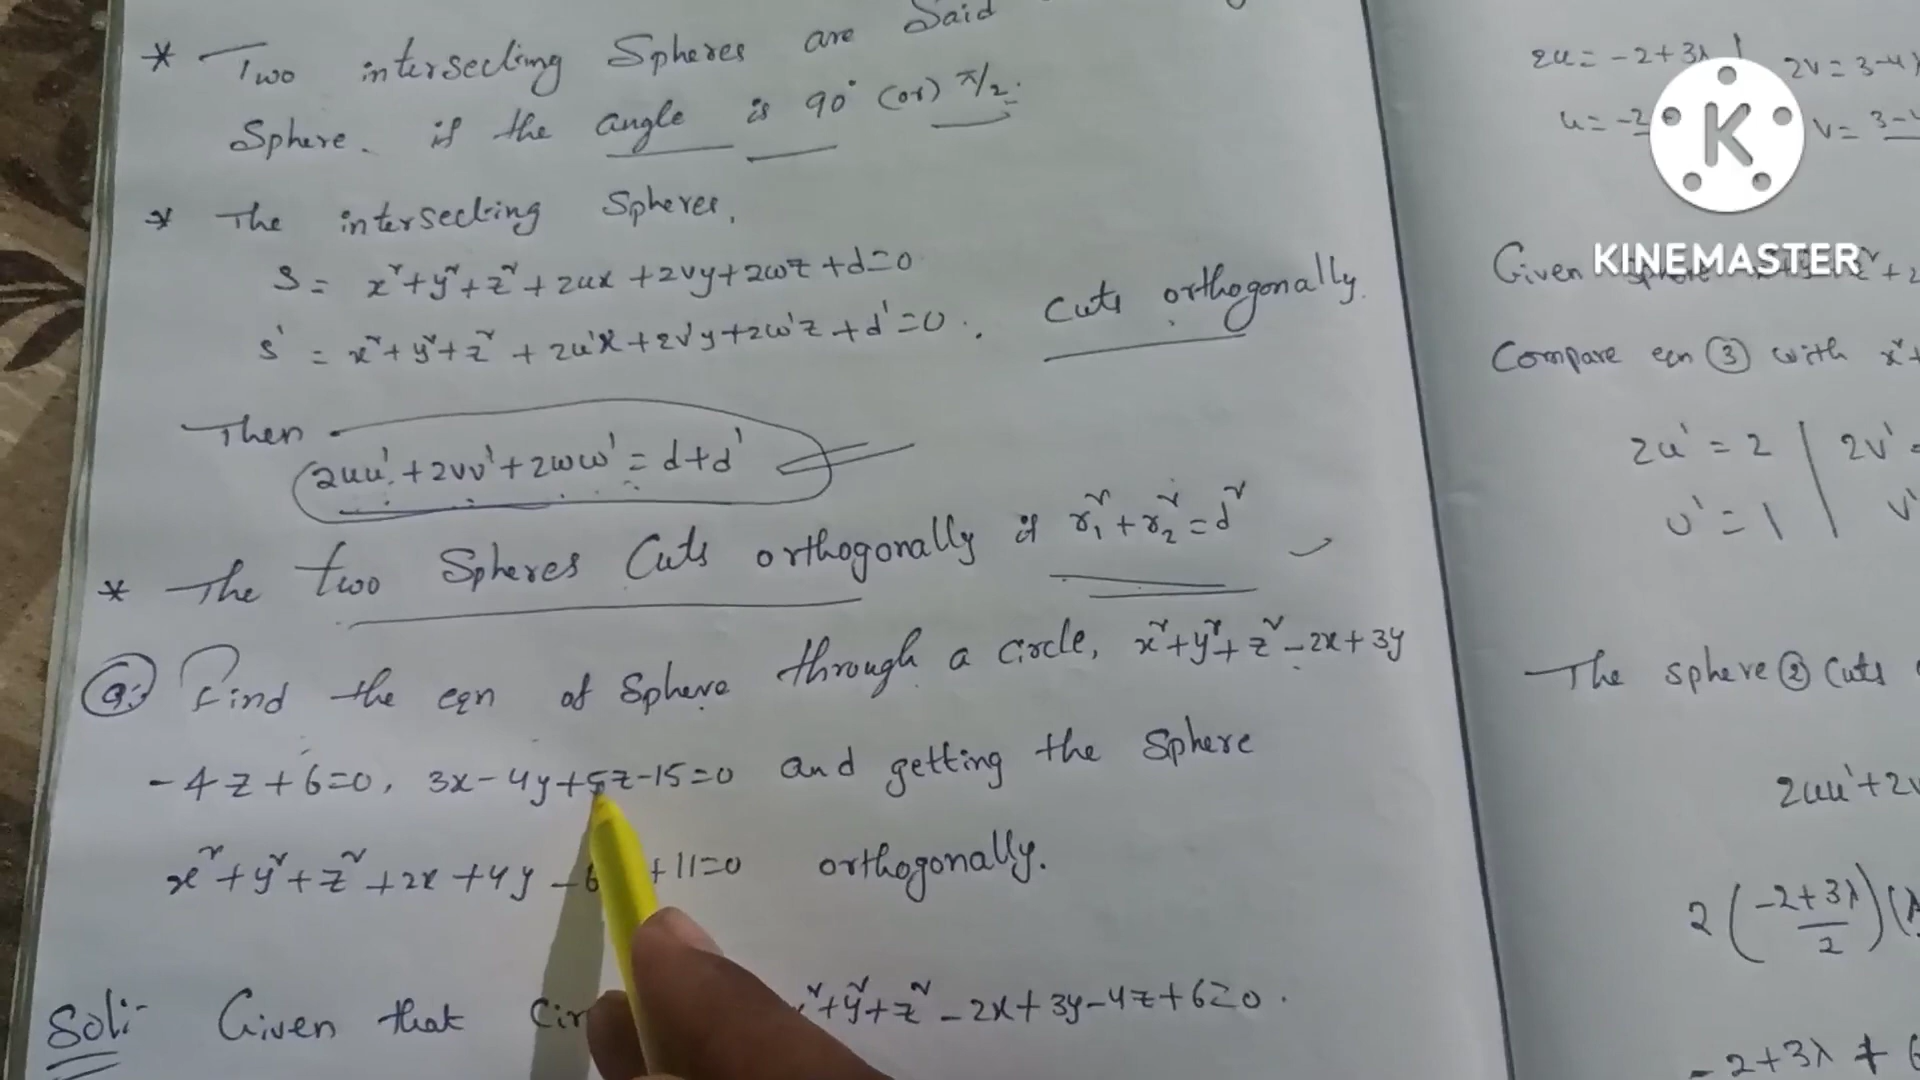 * Two intersecting Spheres are Said
Sphere. if the angle is 90° (or) π/2.
* The intersecting Spheres.
S = x²+y²+z²+2ux+2vy+2wz+d=0
S' = x²+y²+z²+2u'x+2v'y+2w'z+d'=0. Cuts orthogonally.
Then
2uu'+2vv'+2ww' = d+d'
* The two Spheres Cuts orthogonally if r₁²+r₂²=d²
Q: Find the eqn of Sphere through a circle, x²+y²+z²-2x+3y
-4z+6=0, 3x-4y+5z-15=0 and getting the Sphere
x²+y²+z²+2x+4y-6 +11=0 orthogonally.
Sol:- Given that Cir x²+y²+z²-2x+3y-4z+6=0.
2u = -2+3λ | 2v = 3-4λ
u = -2 v = 3-4
KINEMASTER
Given
Compare eqn ③ with x²+
2u' = 2 | 2v' =
u' = 1 | v'
The sphere ② cuts
2uu'+2v
2(-2+3λ/2)
-2+3λ +